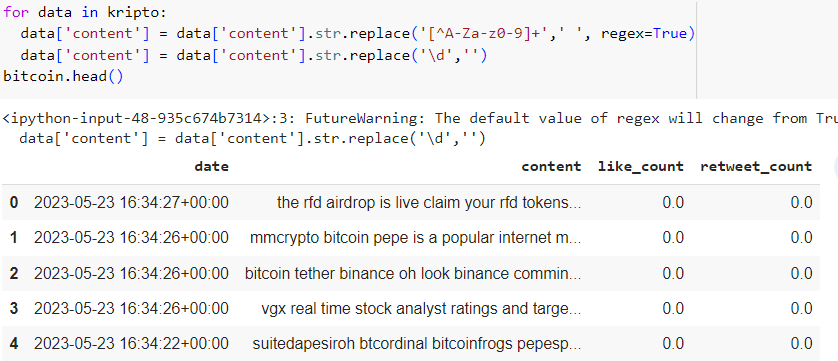 for data in kripto:
data['content'] = data['content'].str.replace('[^A-Za-z0-9]+',' ', regex=True)
data['content'] = data['content'].str.replace('\d','')
bitcoin.head()
<ipython-input-48-935c674b7314>:3: FutureWarning: The default value of regex will change from Tru
data['content'] = data['content'].str.replace('\d','')
date content like_count retweet_count
0 2023-05-23 16:34:27+00:00 the rfd airdrop is live claim your rfd tokens... 0.0 0.0
1 2023-05-23 16:34:26+00:00 mmcrypto bitcoin pepe is a popular internet m... 0.0 0.0
2 2023-05-23 16:34:26+00:00 bitcoin tether binance oh look binance commin... 0.0 0.0
3 2023-05-23 16:34:26+00:00 vgx real time stock analyst ratings and targe... 0.0 0.0
4 2023-05-23 16:34:22+00:00 suitedapesiroh btcordinal bitcoinfrogs pepesp... 0.0 0.0